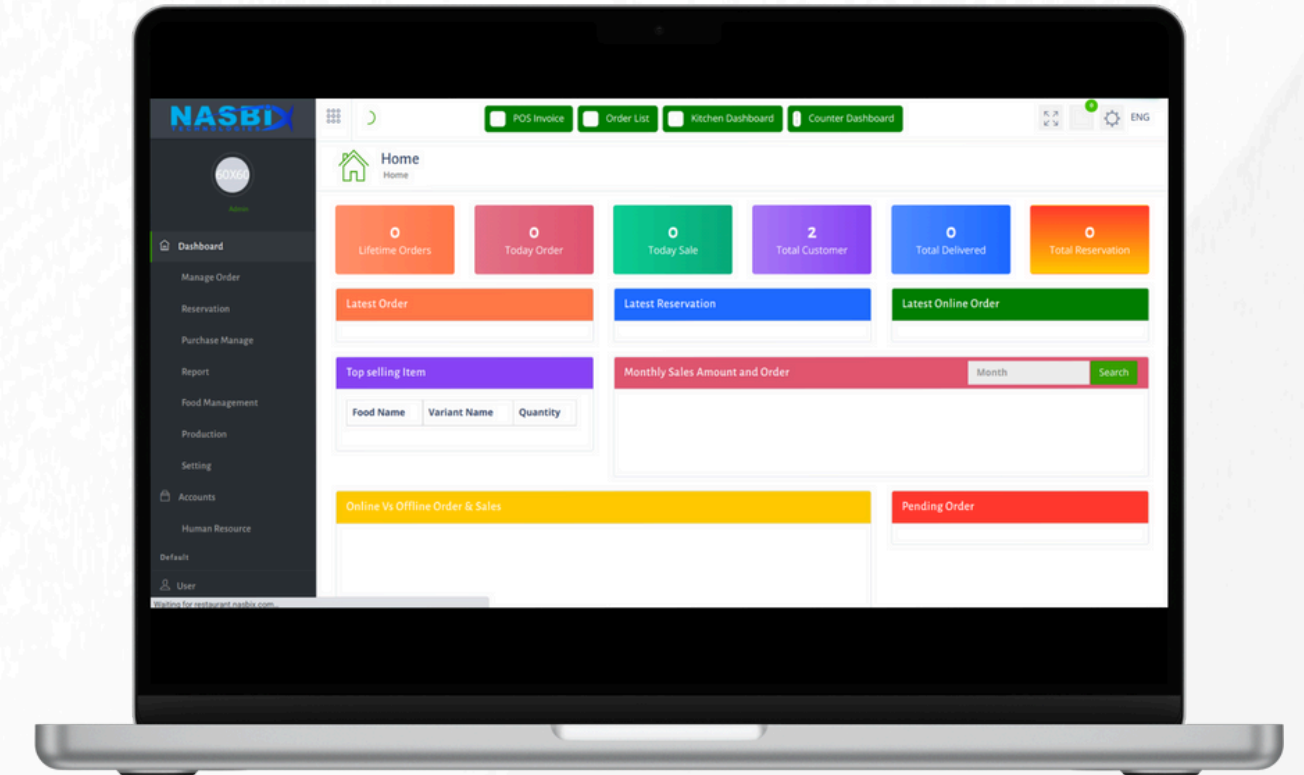 NASBIX
TECHNOLOGIES
POS Invoice
Order List
Kitchen Dashboard
Counter Dashboard
0
ENG
60X60
Admin
Home
Home
Dashboard
Manage Order
Reservation
Purchase Manage
Report
Food Management
Production
Setting
Accounts
Human Resource
Default
User
Waiting for restaurant.nasbix.com...
0
Lifetime Orders
0
Today Order
0
Today Sale
2
Total Customer
0
Total Delivered
0
Total Reservation
Latest Order
Latest Reservation
Latest Online Order
Top selling Item
Food Name Variant Name Quantity
Monthly Sales Amount and Order
Month
Search
Online Vs Offline Order & Sales
Pending Order